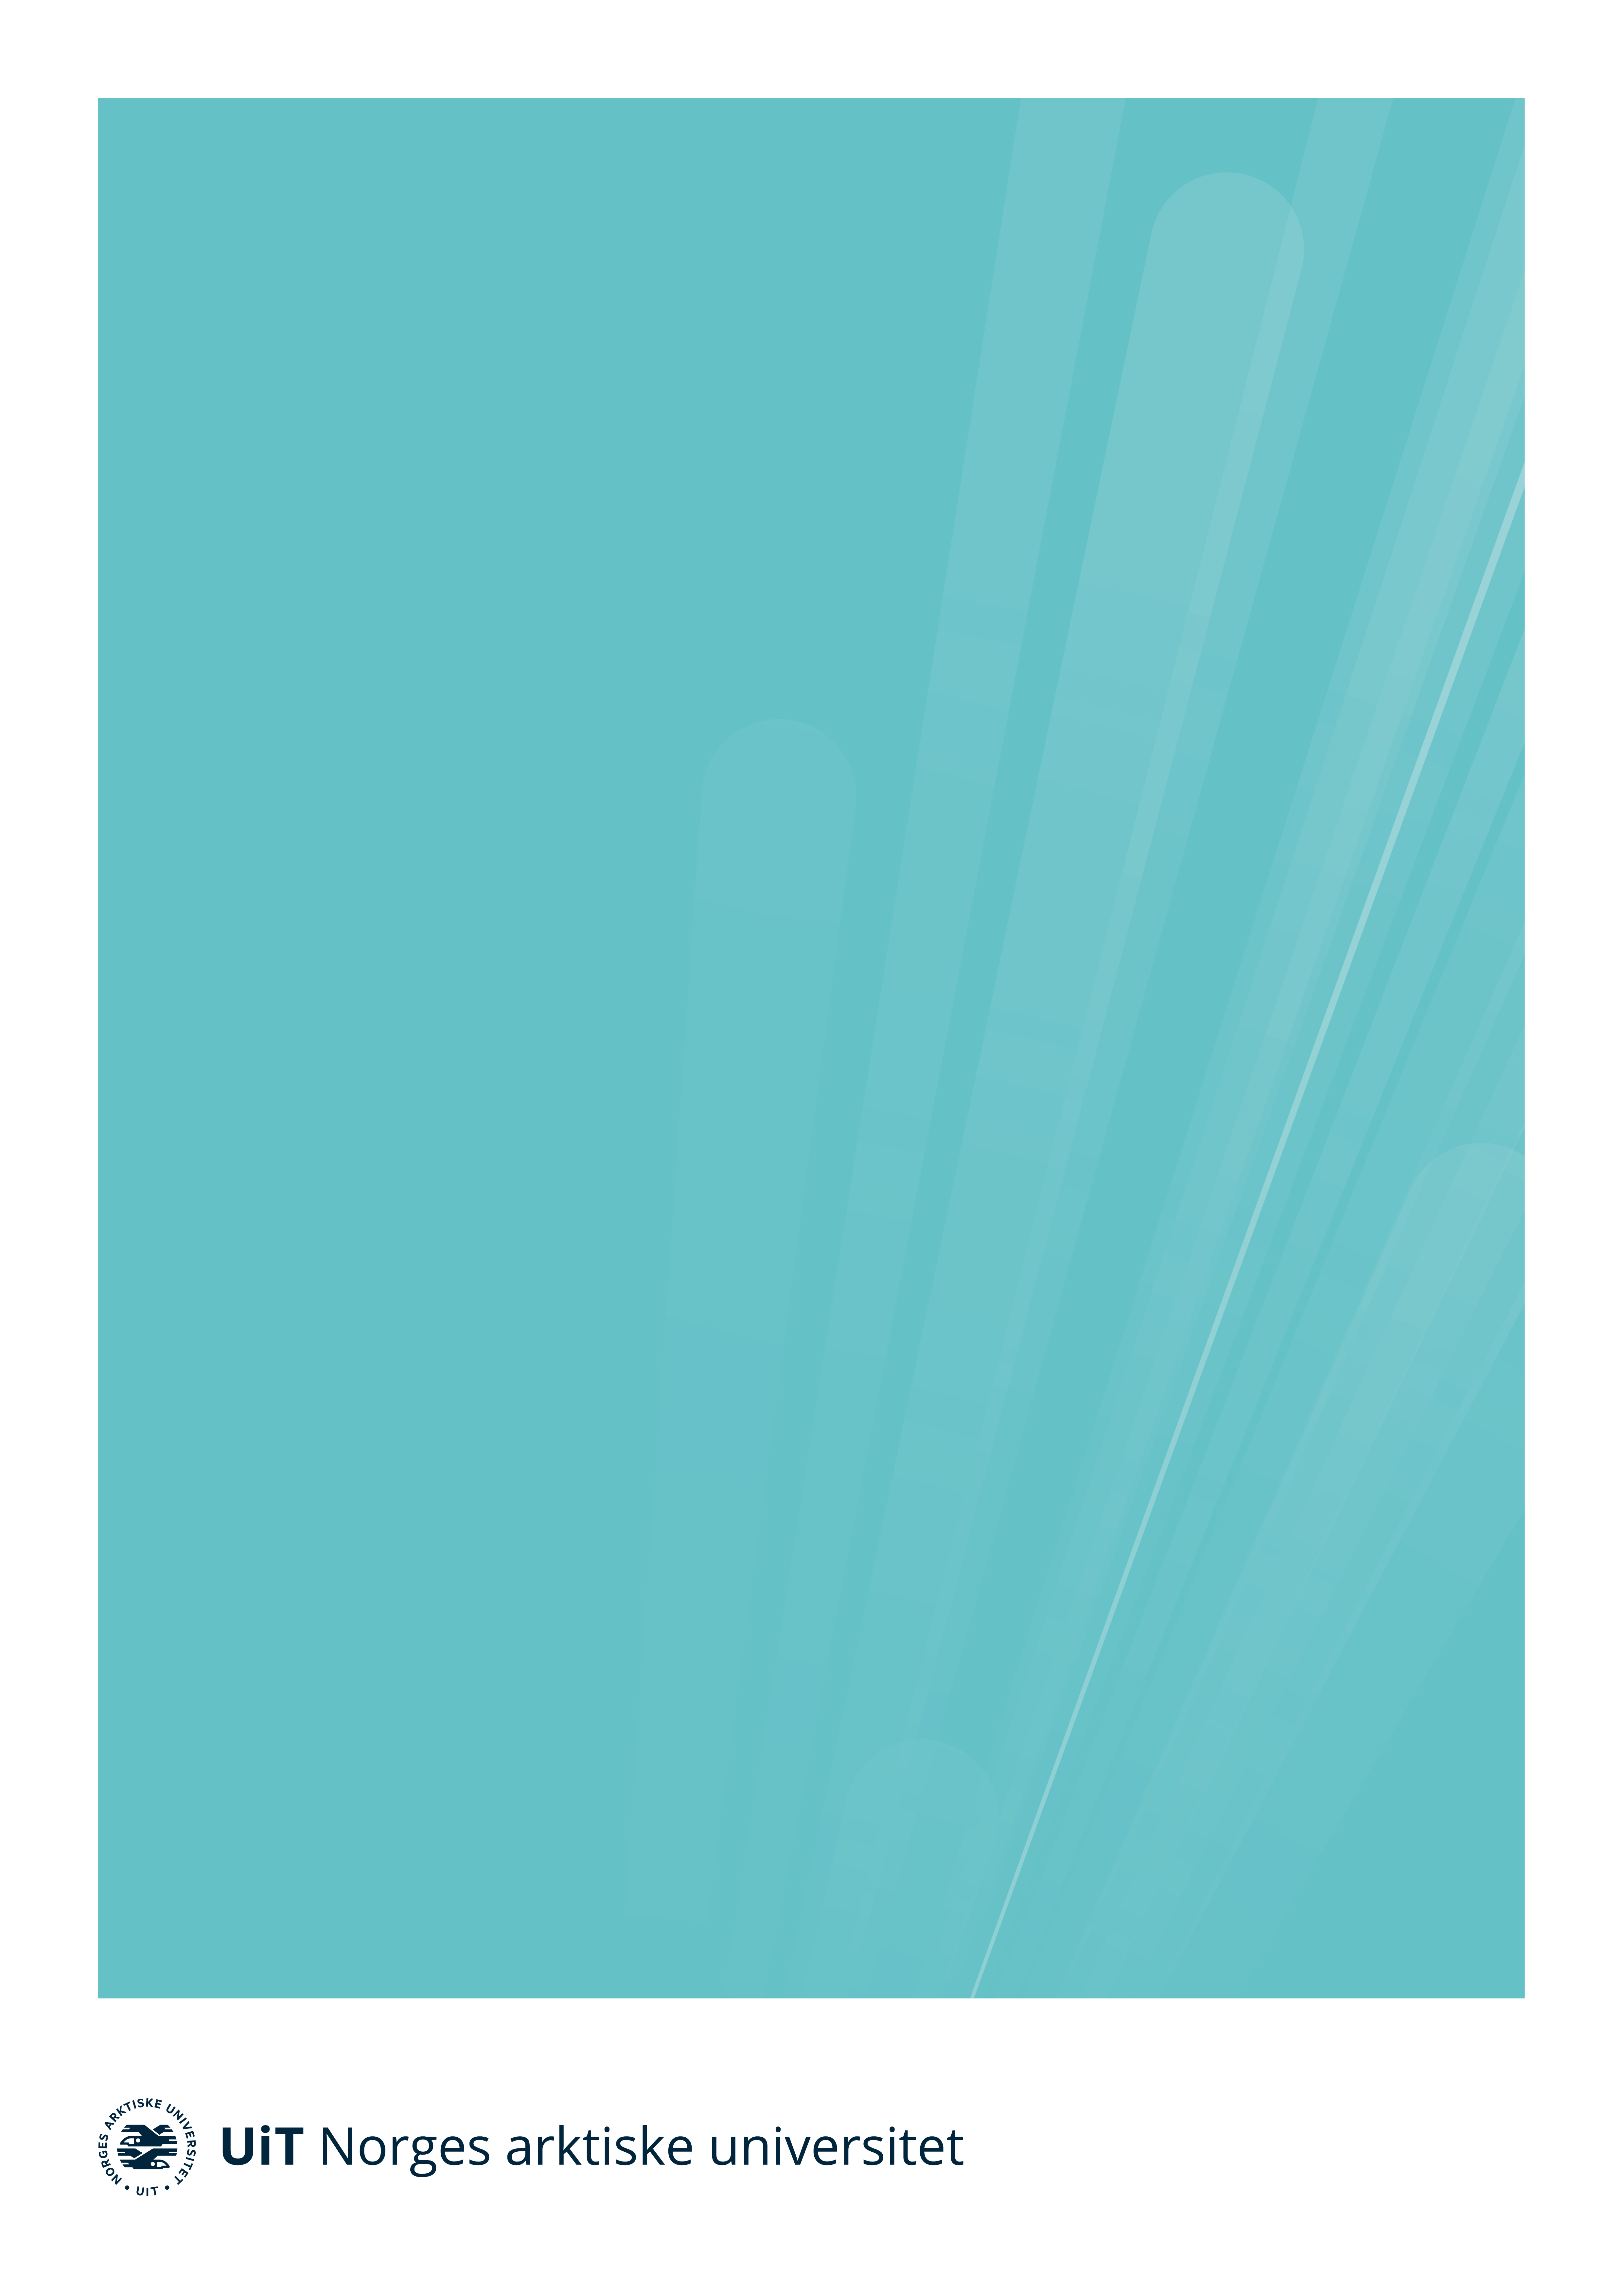 NORGES ARKTISKE UNIVERSITET
• UIT •
UiT Norges arktiske universitet